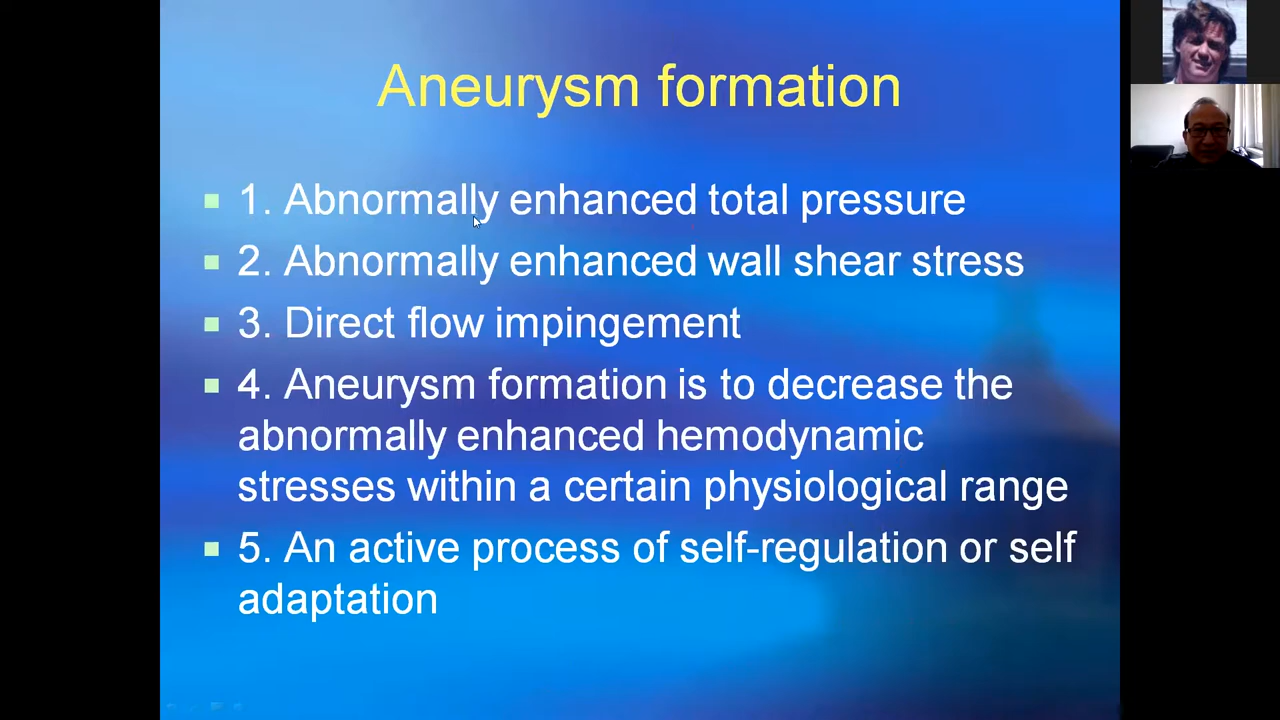 Aneurysm formation
1. Abnormally enhanced total pressure
2. Abnormally enhanced wall shear stress
3. Direct flow impingement
4. Aneurysm formation is to decrease the
abnormally enhanced hemodynamic
stresses within a certain physiological range
5. An active process of self-regulation or self
adaptation